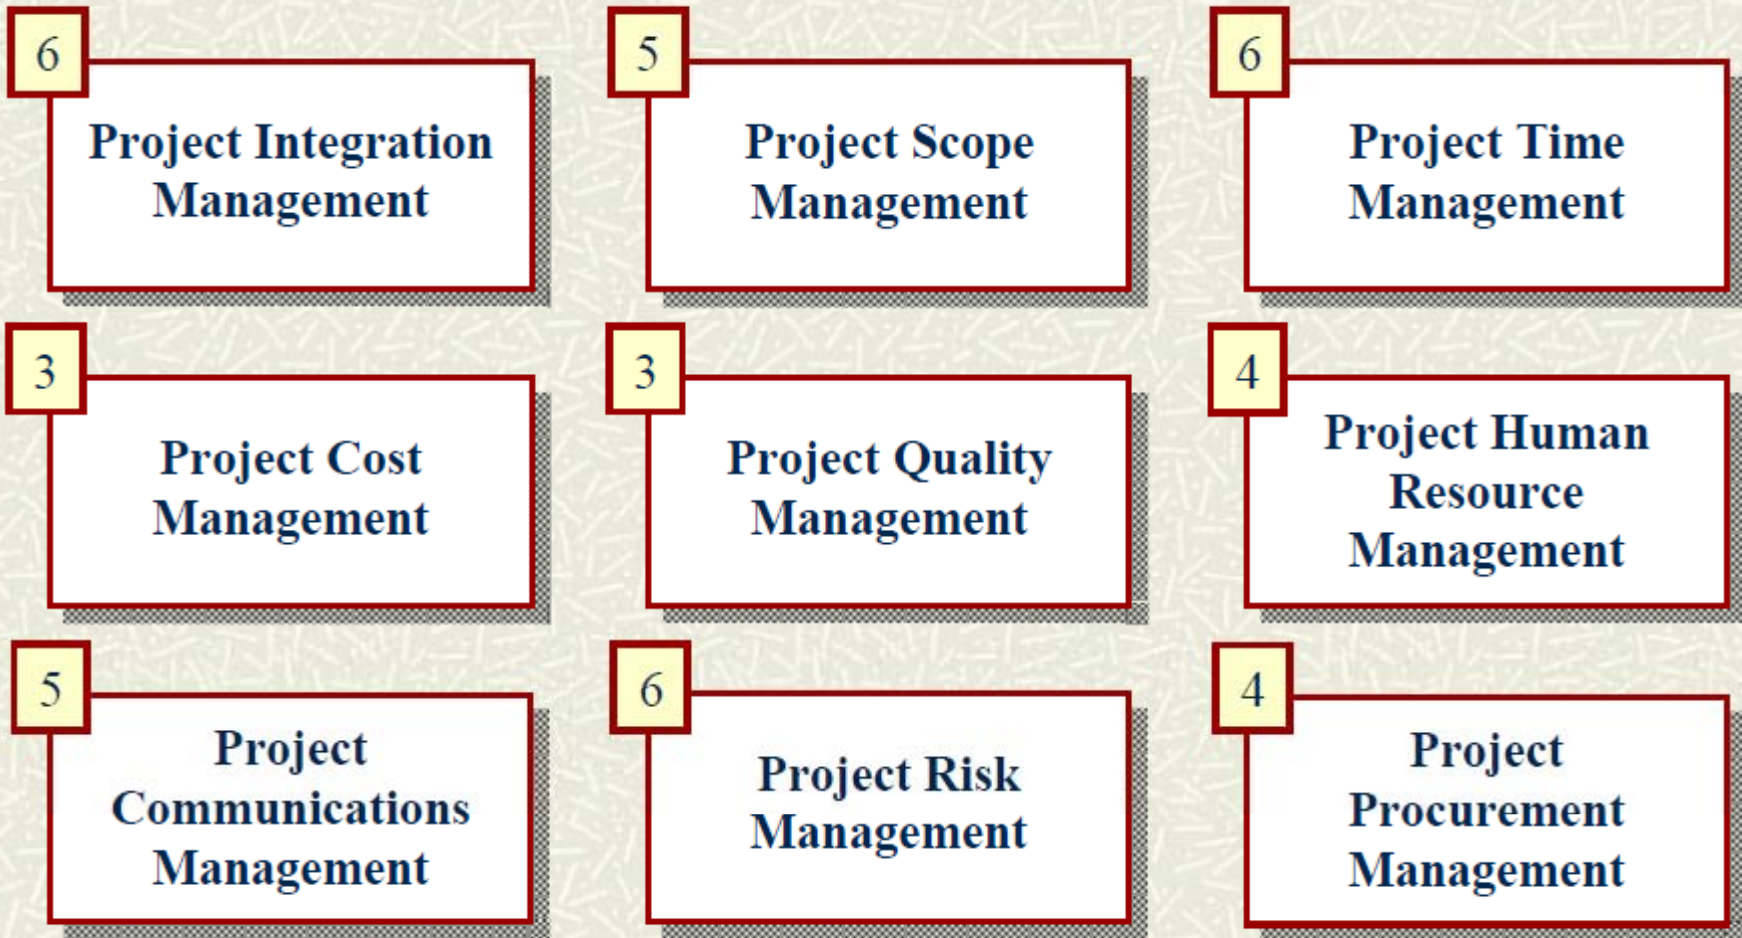 6
Project Integration
Management
5
Project Scope
Management
6
Project Time
Management
3
Project Cost
Management
3
Project Quality
Management
4
Project Human
Resource
Management
5
Project
Communications
Management
6
Project Risk
Management
4
Project
Procurement
Management